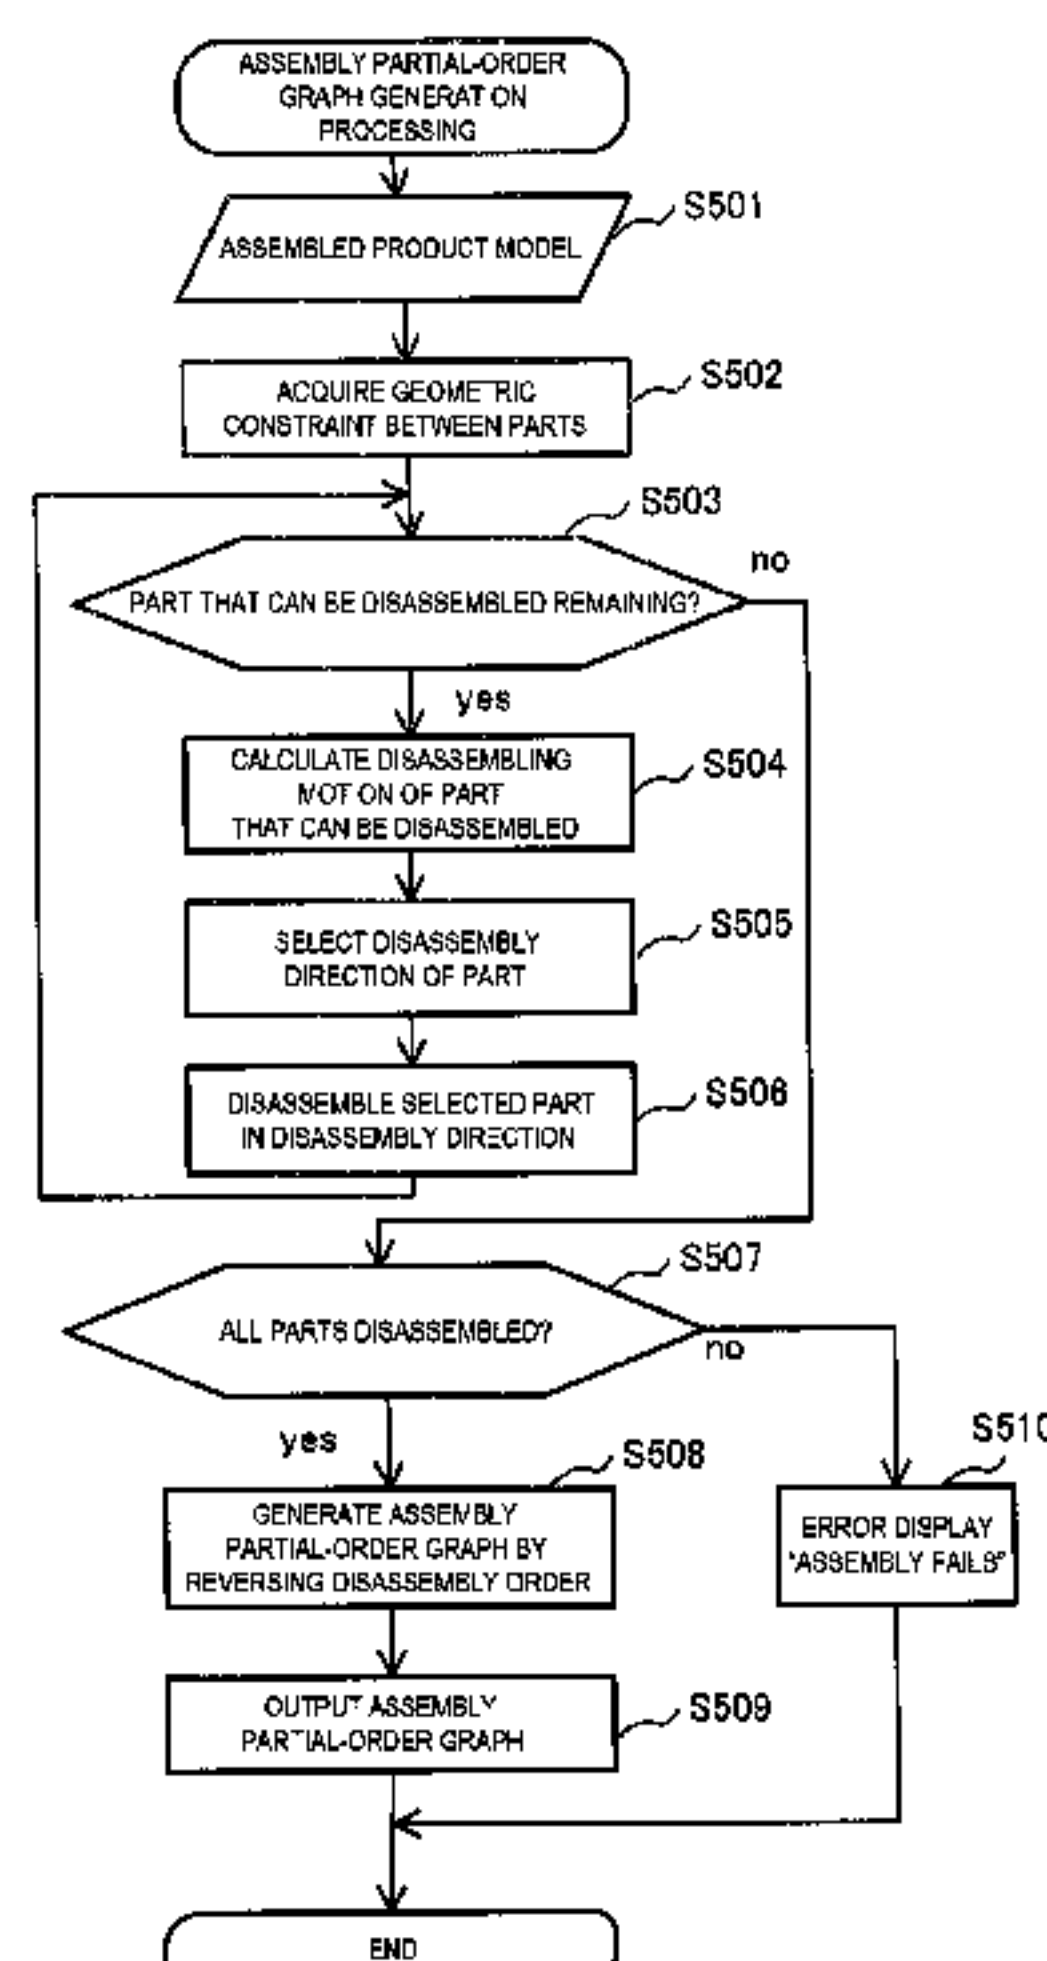 ASSEMBLY PARTIAL-ORDER
GRAPH GENERATION
PROCESSING
S501
ASSEMBLED PRODUCT MODEL
S502
ACQUIRE GEOMETRIC
CONSTRAINT BETWEEN PARTS
S503
no
PART THAT CAN BE DISASSEMBLED REMAINING?
yes
S504
CALCULATE DISASSEMBLING
MOTION OF PART
THAT CAN BE DISASSEMBLED
S505
SELECT DISASSEMBLY
DIRECTION OF PART
S506
DISASSEMBLE SELECTED PART
IN DISASSEMBLY DIRECTION
S507
ALL PARTS DISASSEMBLED?
no
yes
S508
S510
GENERATE ASSEMBLY
PARTIAL-ORDER GRAPH BY
REVERSING DISASSEMBLY ORDER
ERROR DISPLAY
"ASSEMBLY FAILS"
S509
OUTPUT ASSEMBLY
PARTIAL-ORDER GRAPH
END